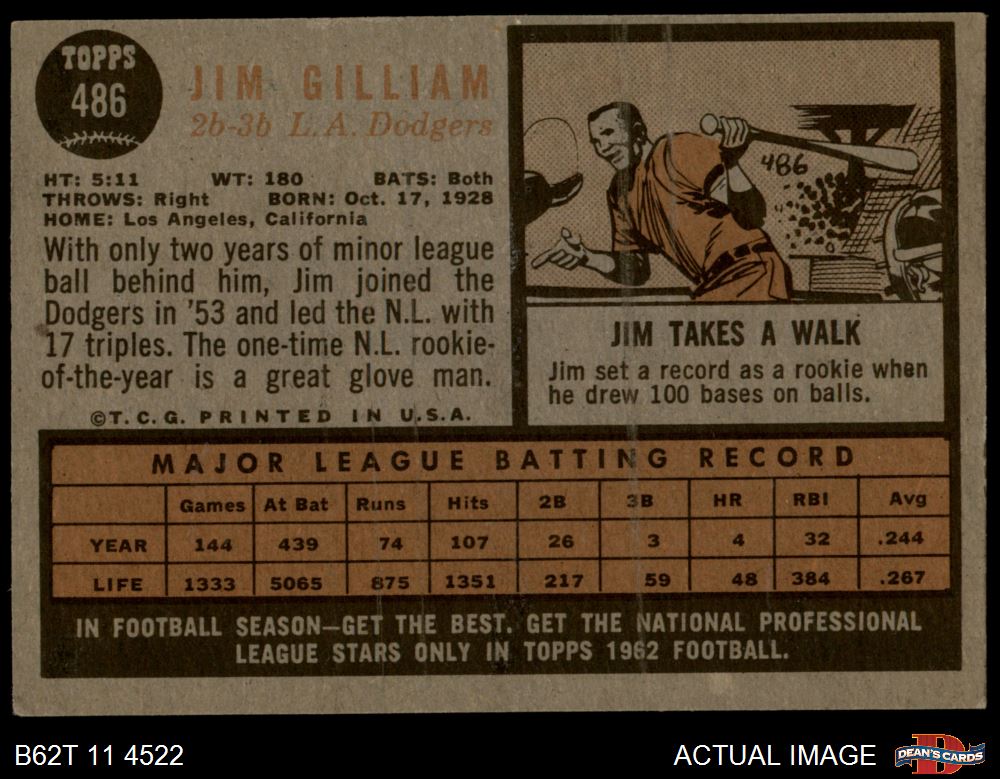 TOPPS
486
JIM GILLIAM
2b-3b L.A. Dodgers
HT: 5:11 WT: 180 BATS: Both
THROWS: Right BORN: Oct. 17, 1928
HOME: Los Angeles, California
With only two years of minor league
ball behind him, Jim joined the
Dodgers in '53 and led the N.L. with
17 triples. The one-time N.L. rookie-
of-the-year is a great glove man.
©T.C.G. PRINTED IN U.S.A.
486
JIM TAKES A WALK
Jim set a record as a rookie when
he drew 100 bases on balls.
MAJOR LEAGUE BATTING RECORD
Games At Bat Runs Hits 2B 3B HR RBI Avg
YEAR 144 439 74 107 26 3 4 32 .244
LIFE 1333 5065 875 1351 217 59 48 384 .267
IN FOOTBALL SEASON—GET THE BEST. GET THE NATIONAL PROFESSIONAL
LEAGUE STARS ONLY IN TOPPS 1962 FOOTBALL.
B62T 11 4522 ACTUAL IMAGE DEAN'S CARDS